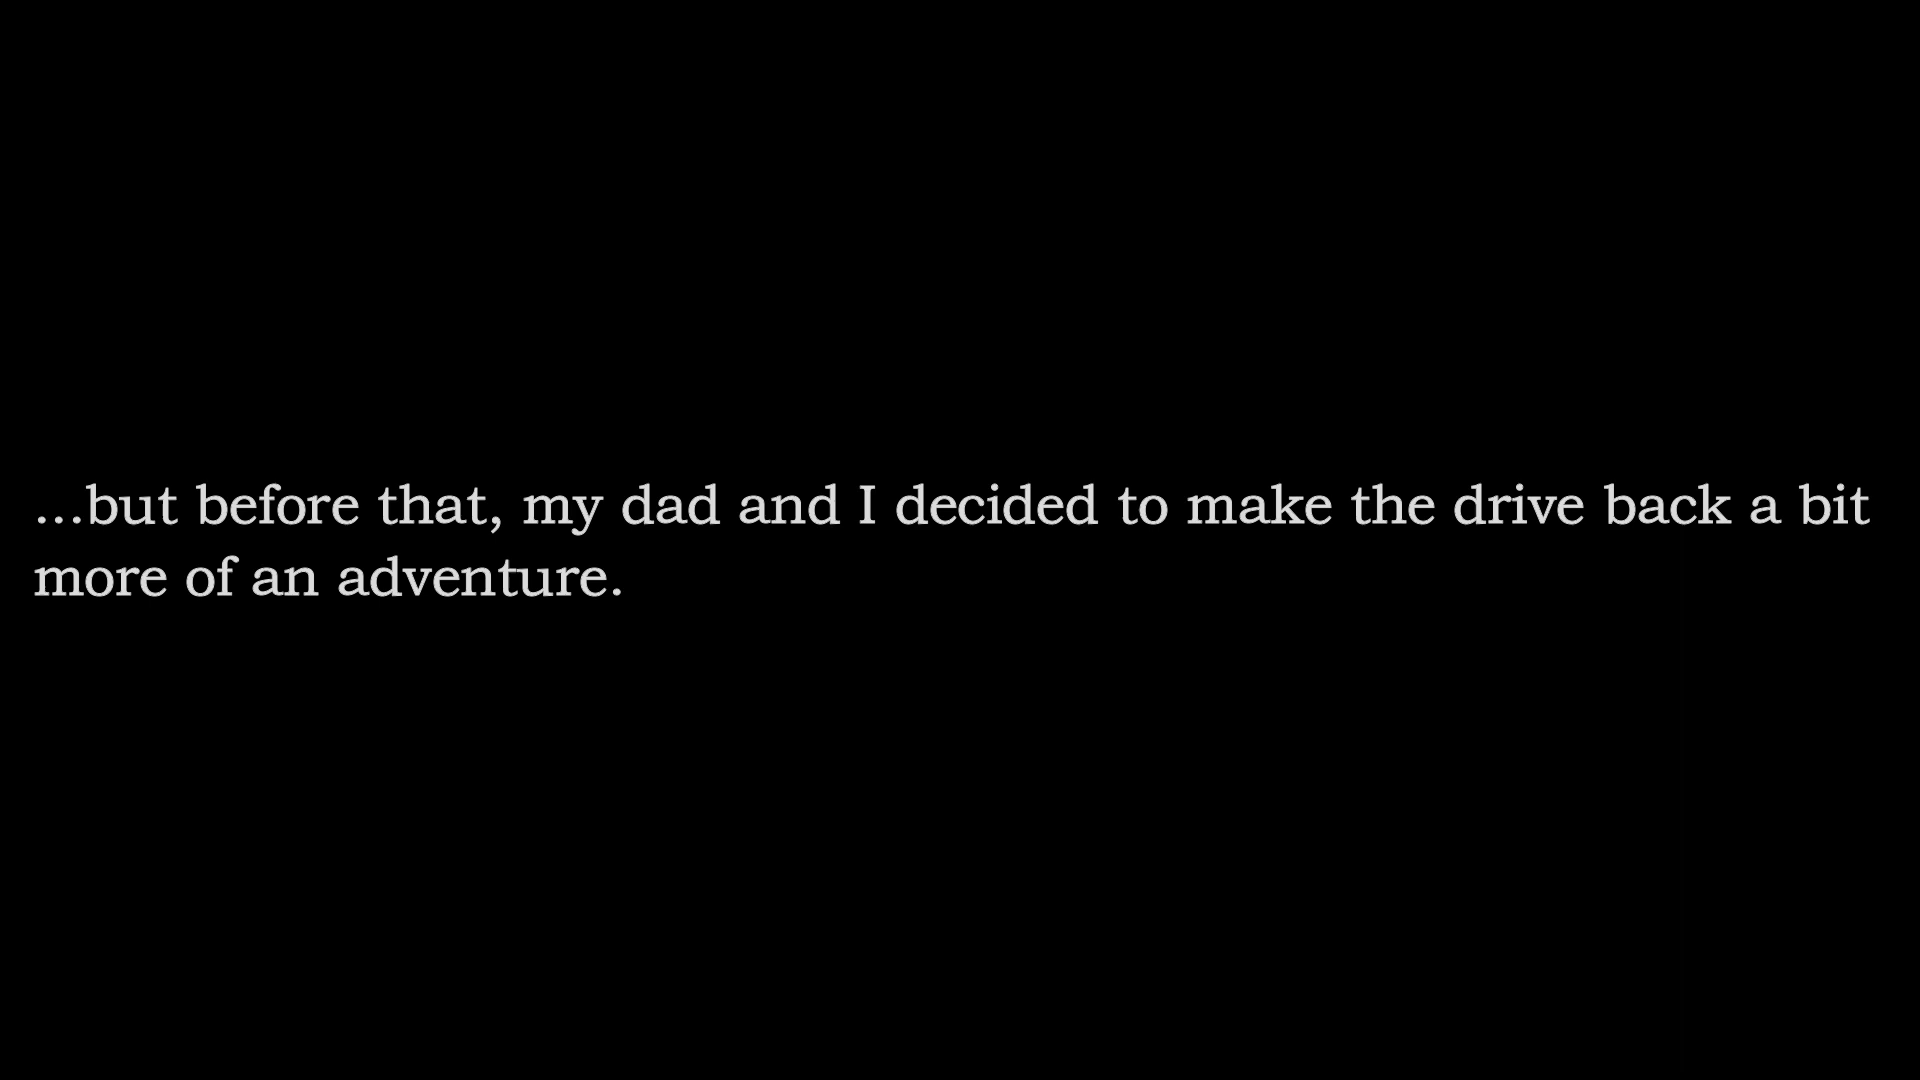 ...but before that, my dad and I decided to make the drive back a bit
more of an adventure.